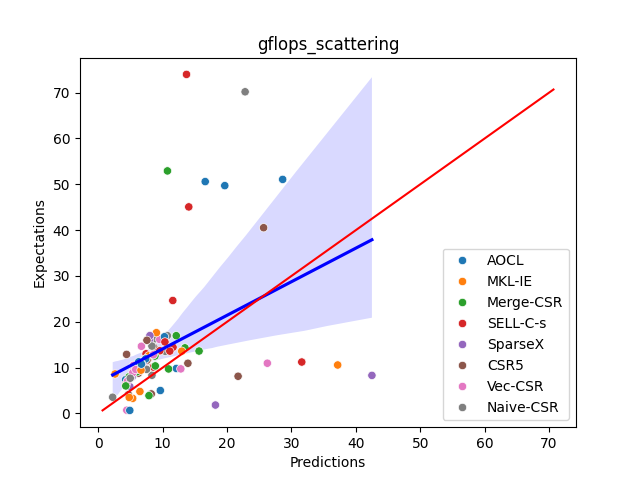 gflops_scattering
Expectations
70
60
50
40
30
20
10
0
0 10 20 30 40 50 60 70
Predictions
AOCL
MKL-IE
Merge-CSR
SELL-C-s
SparseX
CSR5
Vec-CSR
Naive-CSR